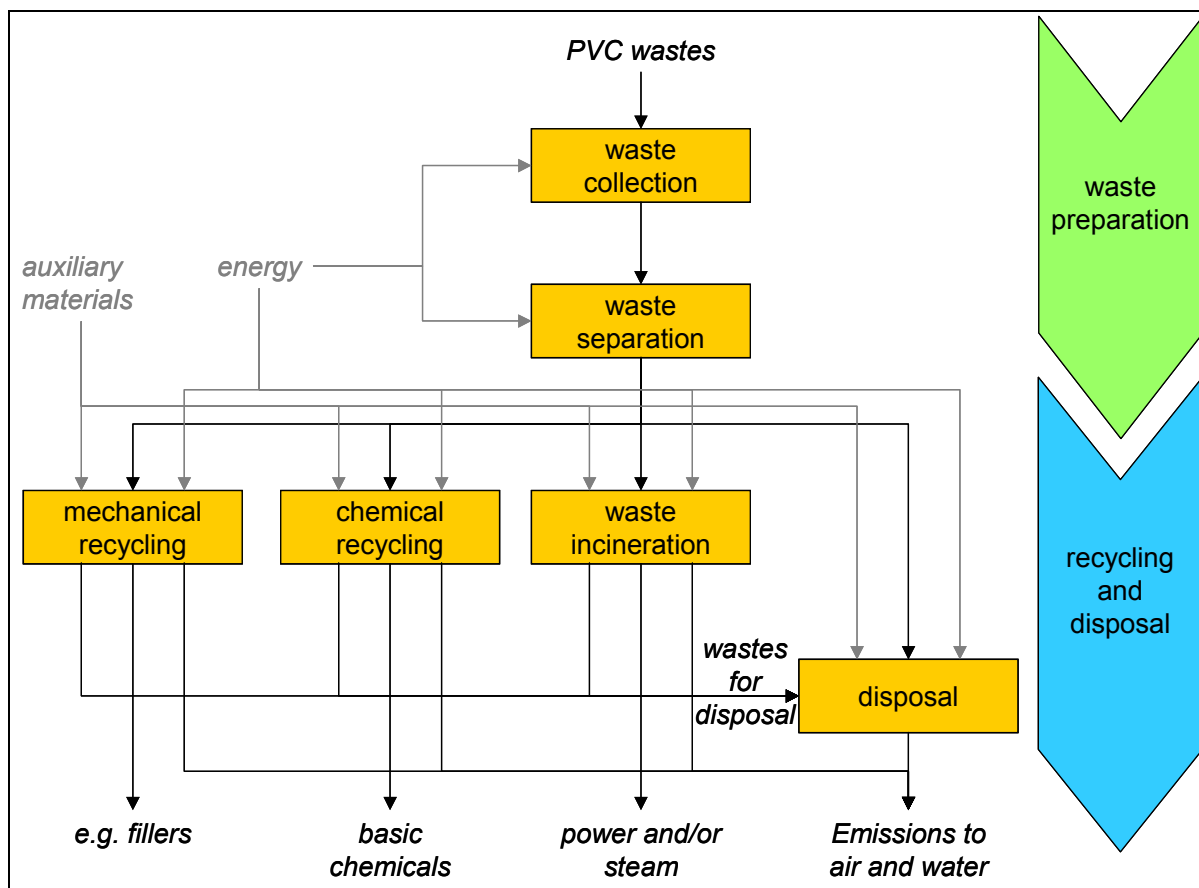 PVC wastes
waste
collection
waste
preparation
auxiliary
materials
energy
waste
separation
mechanical
recycling
chemical
recycling
waste
incineration
recycling
and
disposal
wastes
for
disposal
disposal
e.g. fillers
basic
chemicals
power and/or
steam
Emissions to
air and water